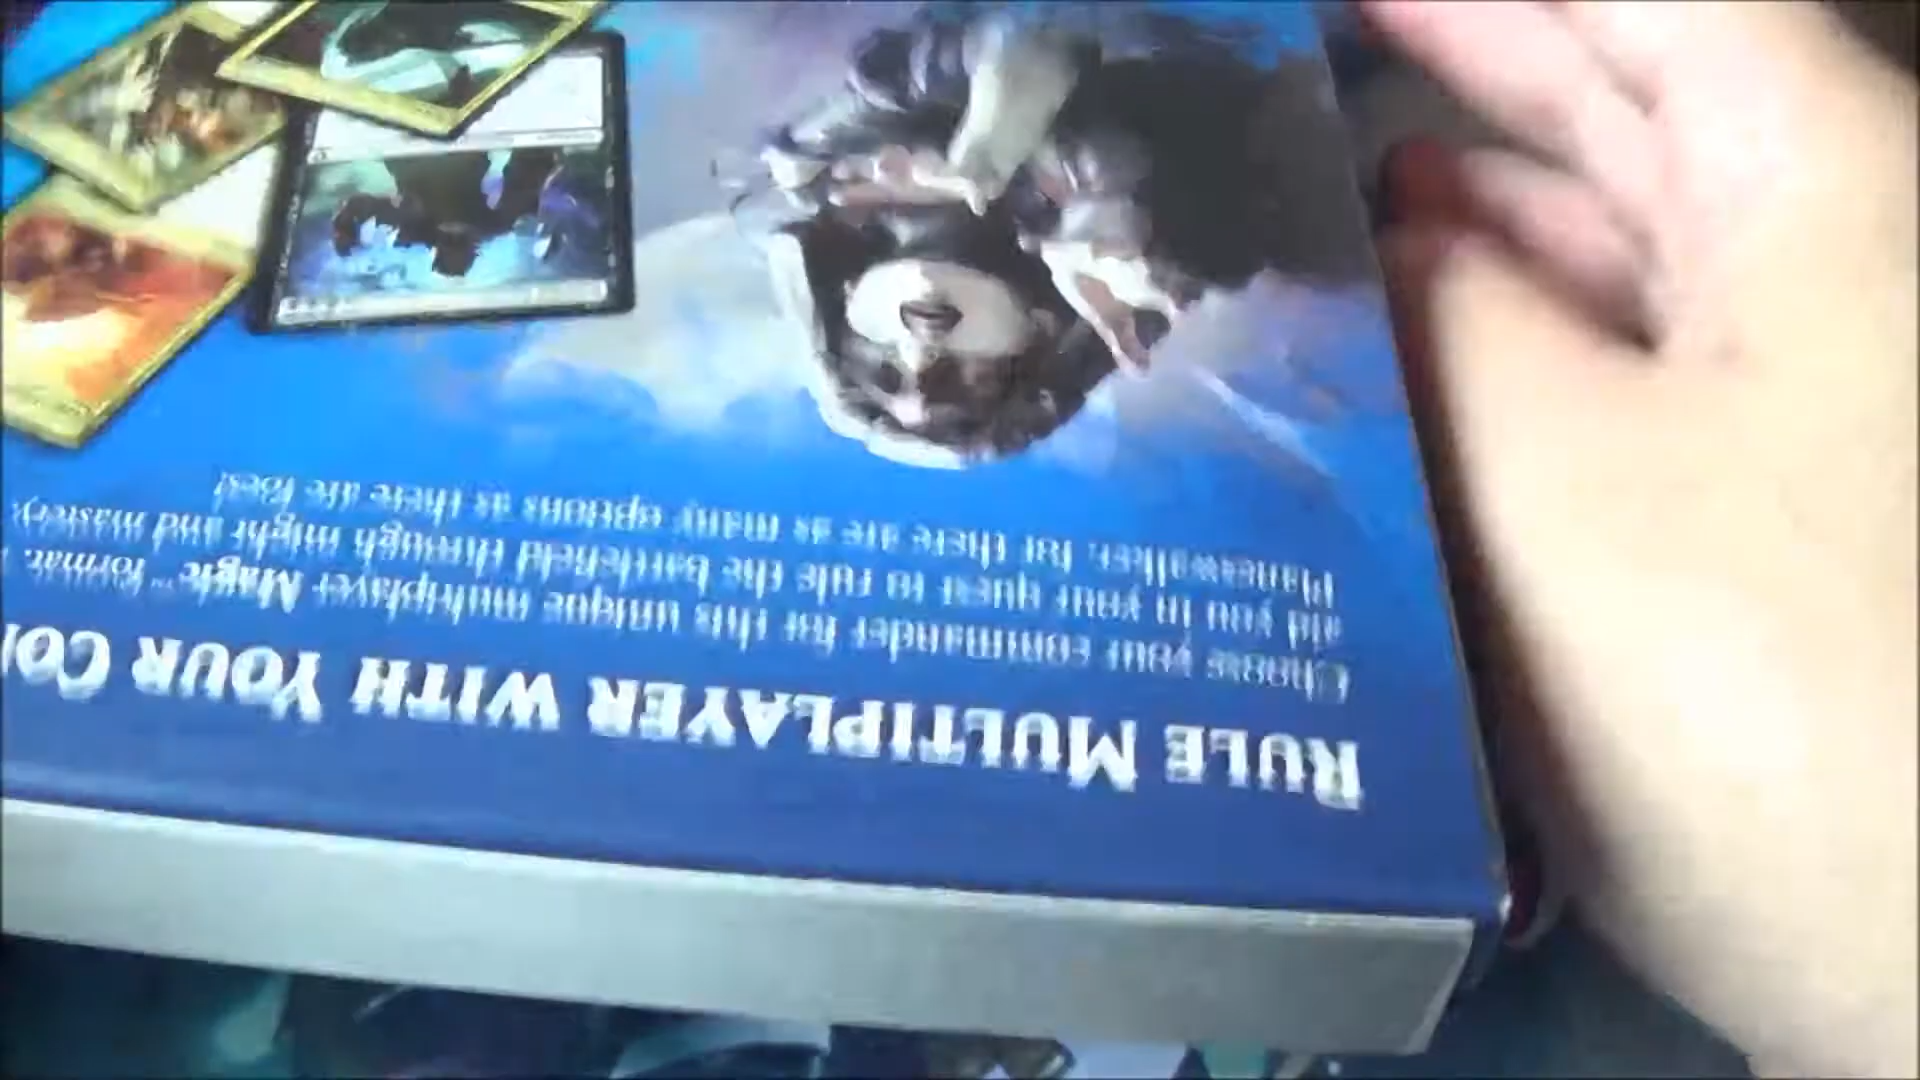 RULE MULTIPLAYER WITH YOUR CO
Choose your commander for this unique multiplayer Magic™ format.
aid you in your quest to rule the battlefield through might and mastery.
Planeswalker, for there are as many options as there are foes!